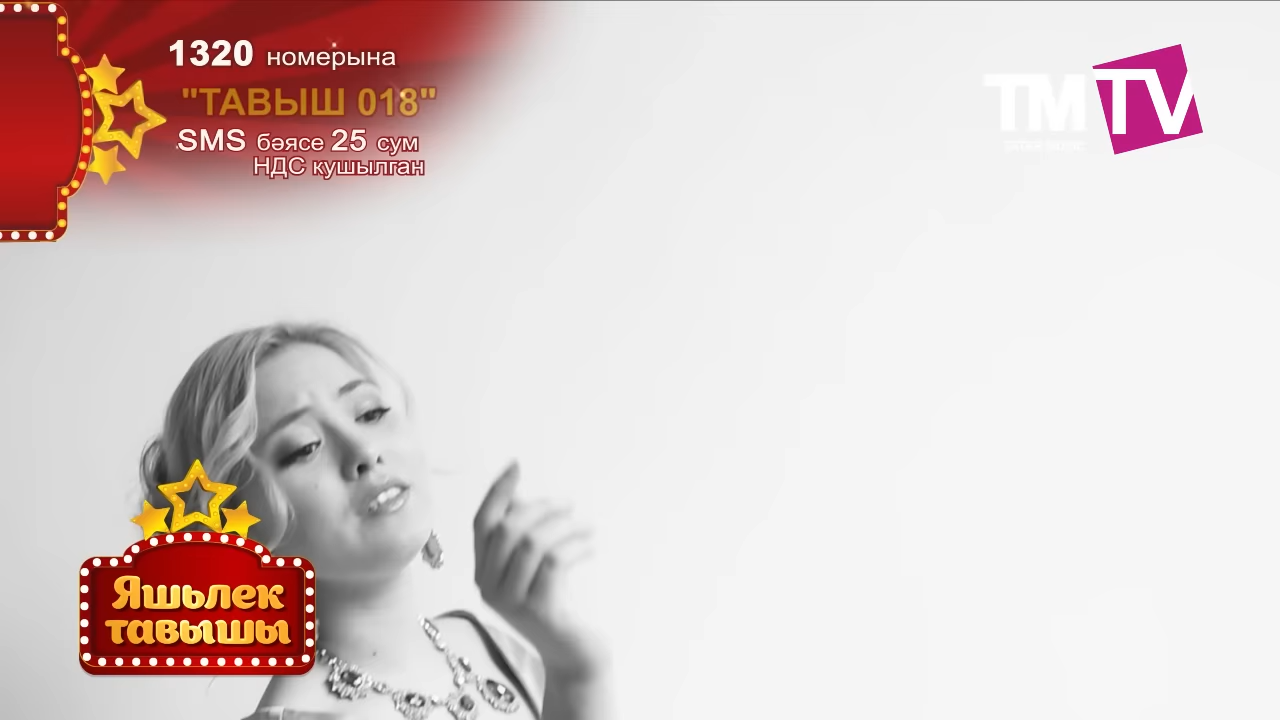 1320 номерына
"ТАВЫШ 018"
SMS бәясе 25 сум
НДС кушылган
TMTV
Яшьлек
тавышы